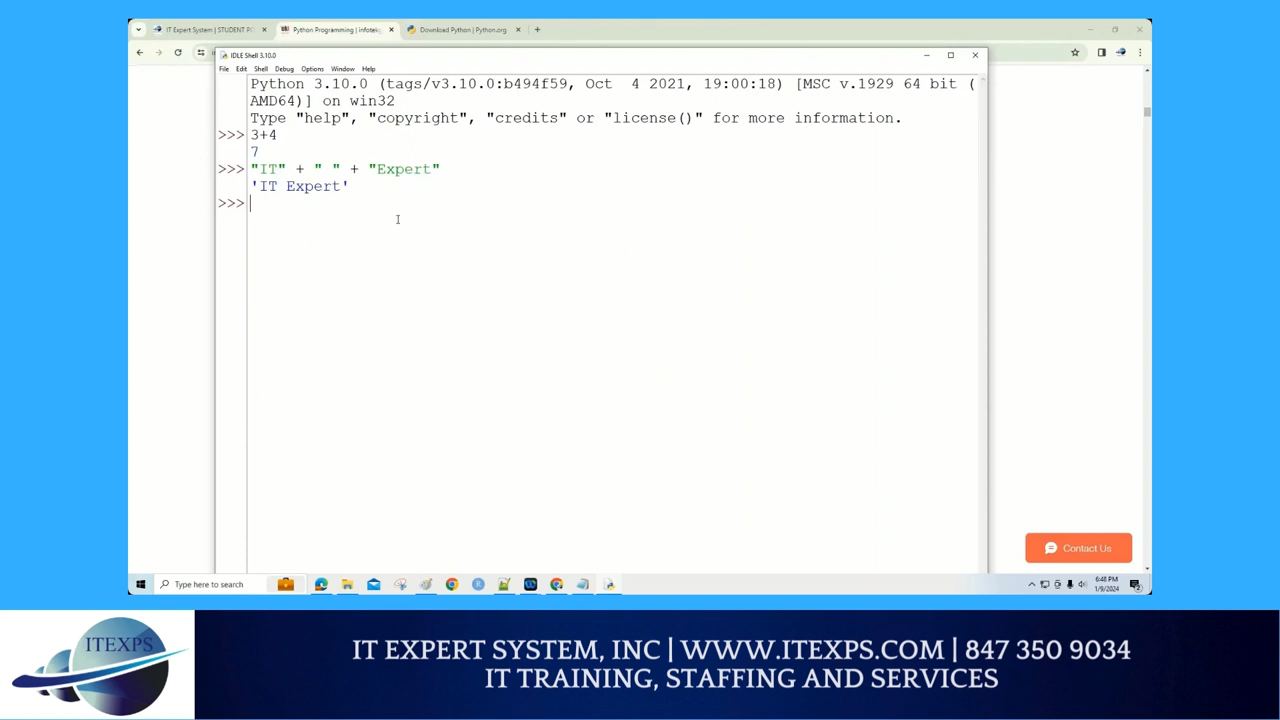 IT Expert System | STUDENT PO
Python Programming | infotek
Download Python | Python.org
IDLE Shell 3.10.0
File Edit Shell Debug Options Window Help
Python 3.10.0 (tags/v3.10.0:b494f59, Oct  4 2021, 19:00:18) [MSC v.1929 64 bit (
AMD64)] on win32
Type "help", "copyright", "credits" or "license()" for more information.
>>> 3+4
7
>>> "IT" + " " + "Expert"
'IT Expert'
>>>
Contact Us
Type here to search
6:48 PM
1/9/2024
ITEXPS
IT EXPERT SYSTEM, INC | WWW.ITEXPS.COM | 847 350 9034
IT TRAINING, STAFFING AND SERVICES